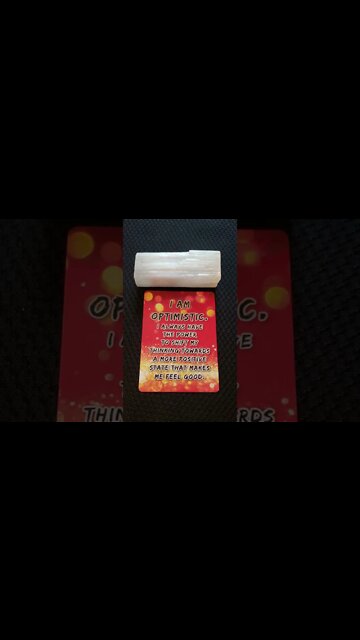 I AM
OPTIMISTIC.
I ALWAYS HAVE
THE POWER
TO SHIFT MY
THINKING TOWARDS
A MORE POSITIVE
STATE THAT MAKES
ME FEEL GOOD.